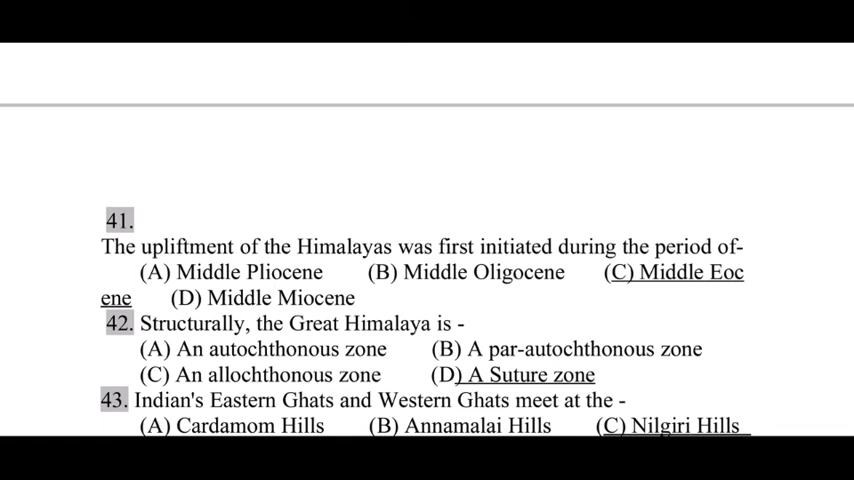 41.
The upliftment of the Himalayas was first initiated during the period of-
(A) Middle Pliocene (B) Middle Oligocene (C) Middle Eoc
ene (D) Middle Miocene
42. Structurally, the Great Himalaya is -
(A) An autochthonous zone (B) A par-autochthonous zone
(C) An allochthonous zone (D) A Suture zone
43. Indian's Eastern Ghats and Western Ghats meet at the -
(A) Cardamom Hills (B) Annamalai Hills (C) Nilgiri Hills